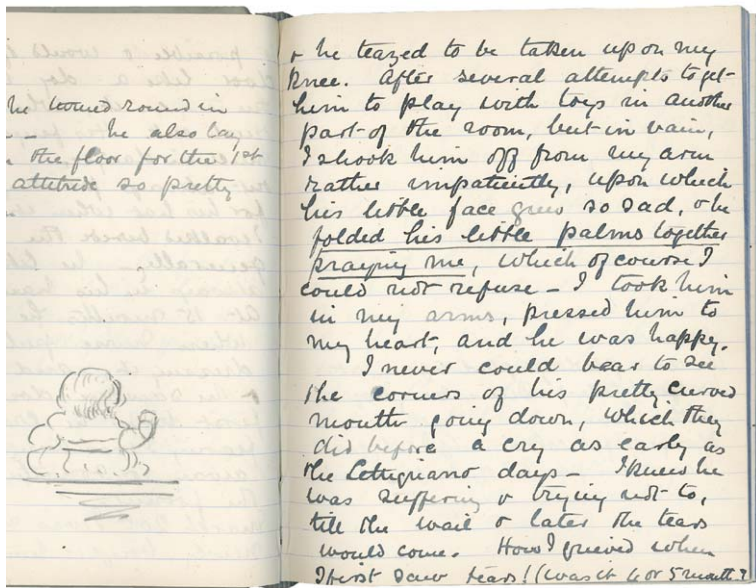 he turned round in
— he also lay
the floor for the 1st
attitude so pretty
& he teazed to be taken up on my
knee. After several attempts to get
him to play with toys in another
part of the room, but in vain,
I shook him off from my arm
rather impatiently, upon which
his little face grew so sad, & he
folded his little palms together
praying me, which of course I
could not refuse – I took him
in my arms, pressed him to
my heart, and he was happy.
I never could bear to see
the corners of his pretty curved
mouth going down, which they
did before a cry as early as
the days – I knew he
was suffering & trying not to,
till the wail & later the tears
would come. How I grieved when
I first saw tears! (was it 4 or 5 months?